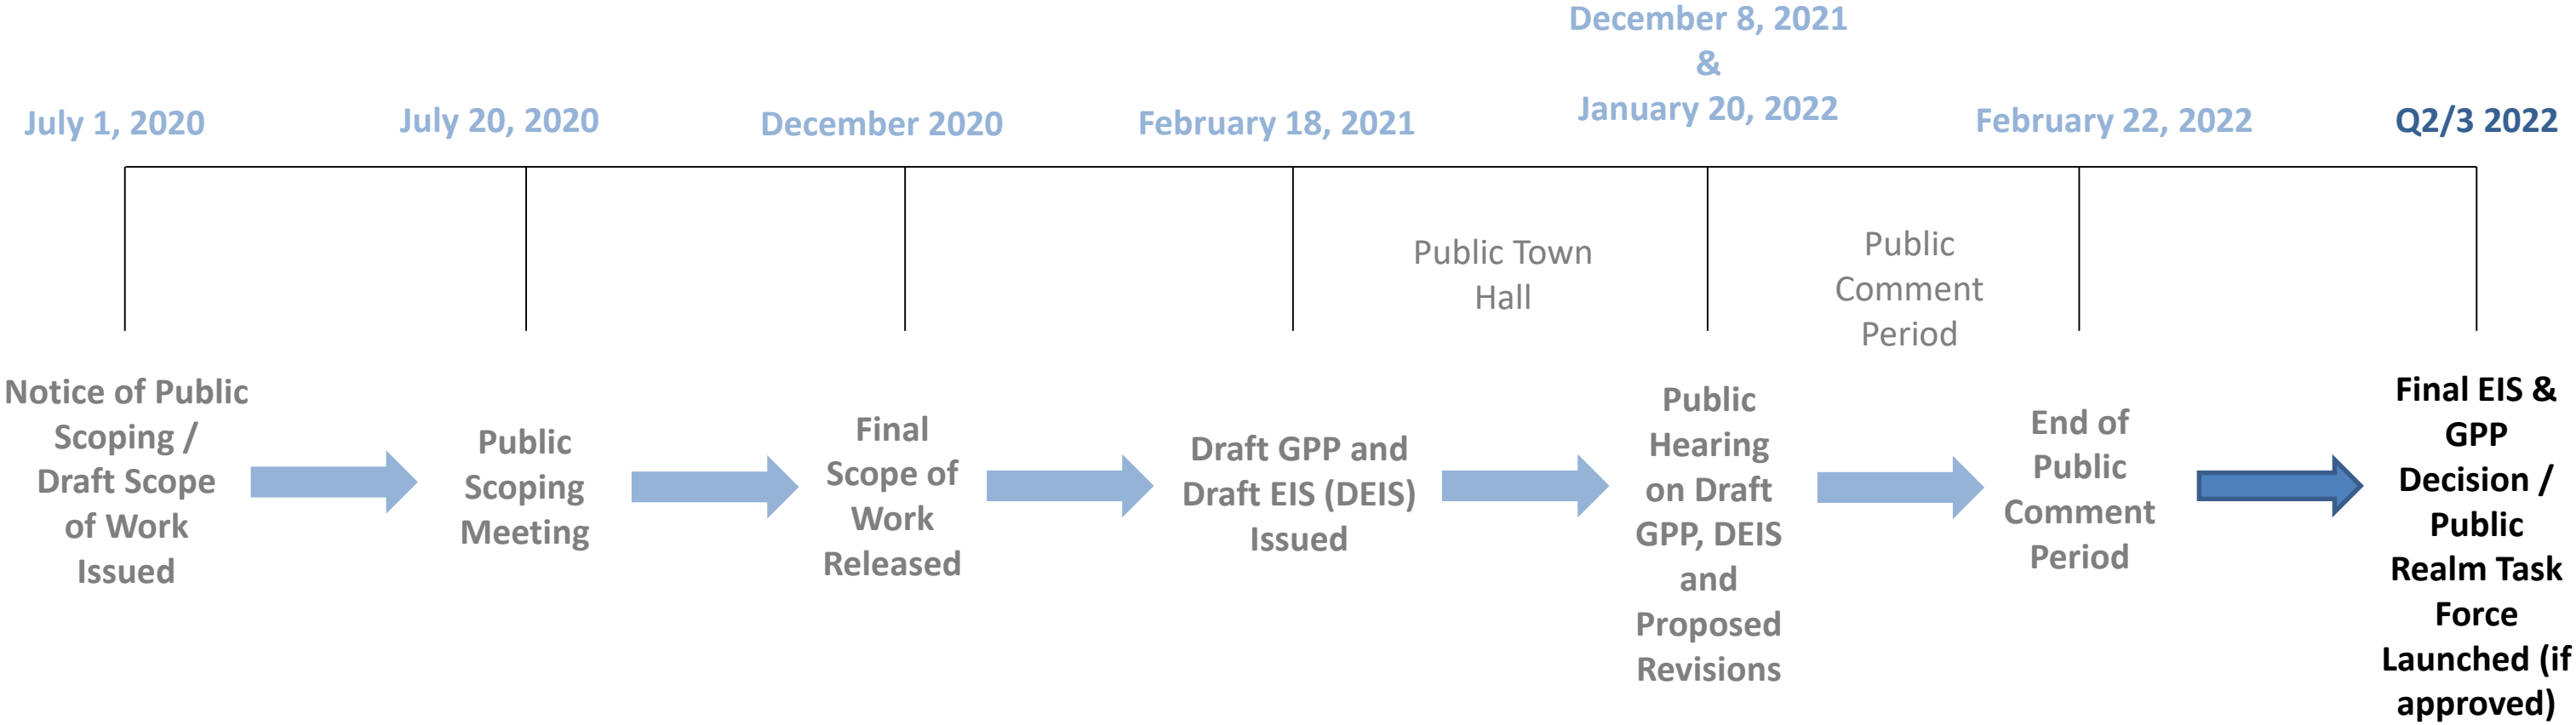 July 1, 2020
July 20, 2020
December 2020
February 18, 2021
December 8, 2021
&
January 20, 2022
February 22, 2022
Q2/3 2022
Public Town
Hall
Public
Comment
Period
Notice of Public
Scoping /
Draft Scope
of Work
Issued
Public
Scoping
Meeting
Final
Scope of
Work
Released
Draft GPP and
Draft EIS (DEIS)
Issued
Public
Hearing
on Draft
GPP, DEIS
and
Proposed
Revisions
End of
Public
Comment
Period
Final EIS &
GPP
Decision /
Public
Realm Task
Force
Launched (if
approved)